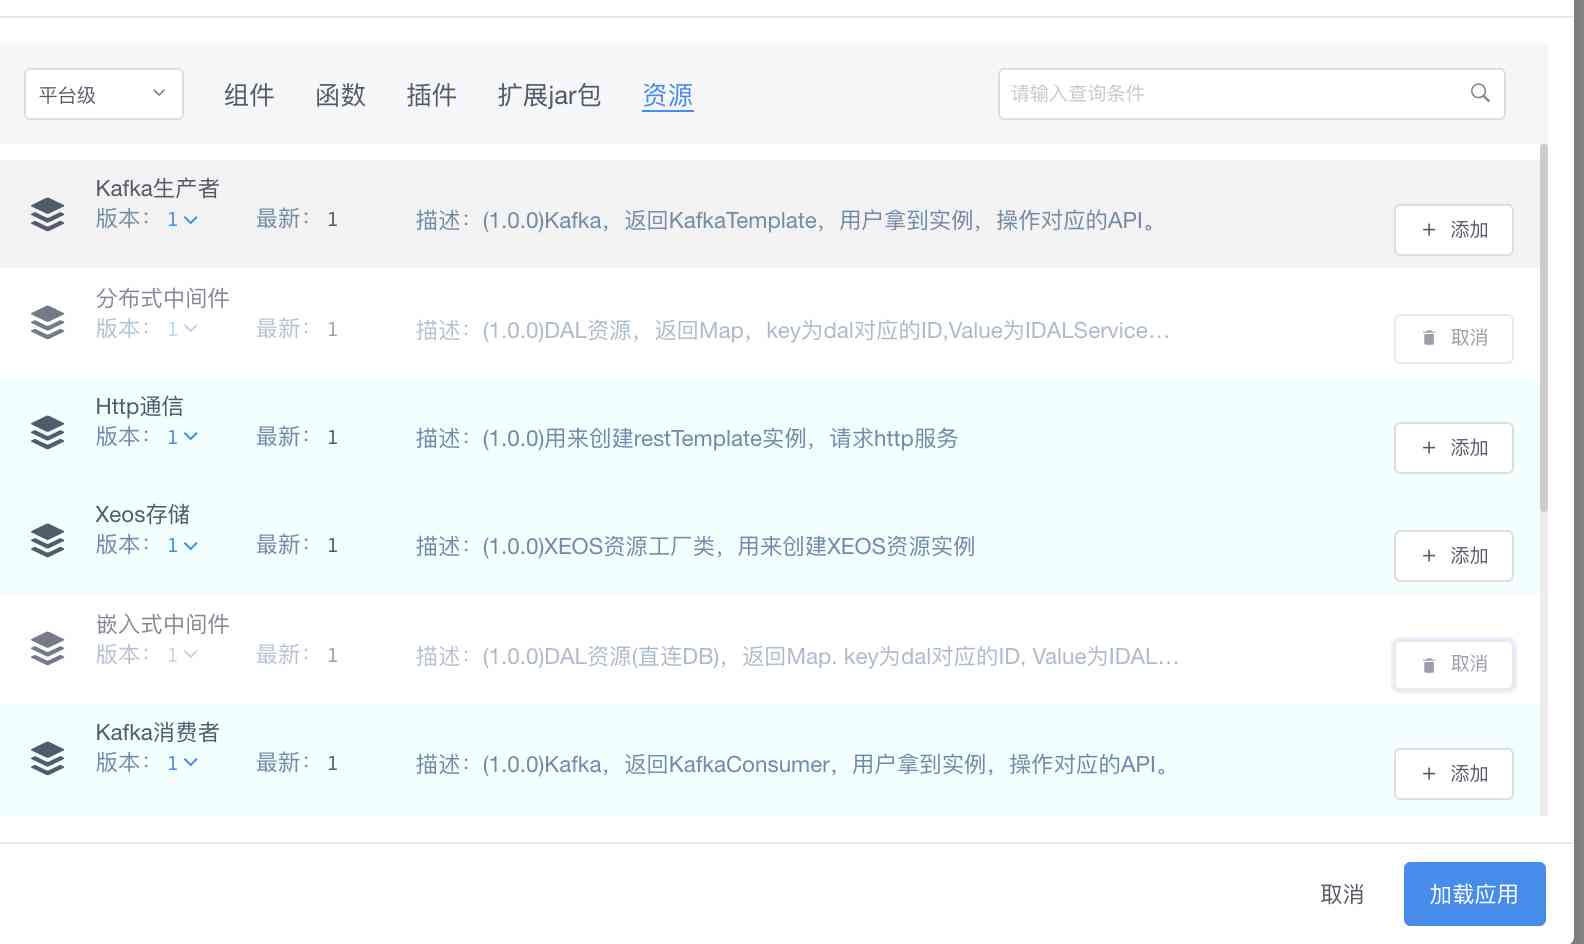 平台级 组件 函数 插件 扩展jar包 资源 请输入查询条件
Kafka生产者
版本： 1 最新： 1 描述：(1.0.0)Kafka，返回KafkaTemplate，用户拿到实例，操作对应的API。 + 添加
分布式中间件
版本： 1 最新： 1 描述：(1.0.0)DAL资源，返回Map，key为dal对应的ID,Value为IDALService... 取消
Http通信
版本： 1 最新： 1 描述：(1.0.0)用来创建restTemplate实例，请求http服务 + 添加
Xeos存储
版本： 1 最新： 1 描述：(1.0.0)XEOS资源工厂类，用来创建XEOS资源实例 + 添加
嵌入式中间件
版本： 1 最新： 1 描述：(1.0.0)DAL资源(直连DB)，返回Map. key为dal对应的ID, Value为IDAL... 取消
Kafka消费者
版本： 1 最新： 1 描述：(1.0.0)Kafka，返回KafkaConsumer，用户拿到实例，操作对应的API。 + 添加
取消 加载应用